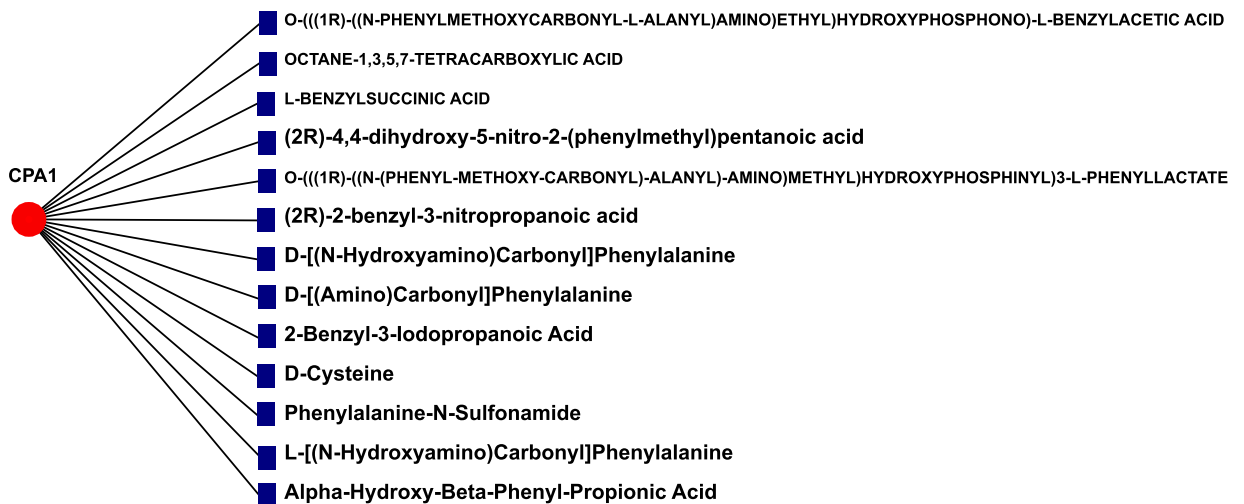 O-(((1R)-((N-PHENYLMETHOXYCARBONYL-L-ALANYL)AMINO)ETHYL)HYDROXYPHOSPHONO)-L-BENZYLACETIC ACID
OCTANE-1,3,5,7-TETRACARBOXYLIC ACID
L-BENZYLSUCCINIC ACID
(2R)-4,4-dihydroxy-5-nitro-2-(phenylmethyl)pentanoic acid
CPA1
O-(((1R)-((N-(PHENYL-METHOXY-CARBONYL)-ALANYL)-AMINO)METHYL)HYDROXYPHOSPHINYL)3-L-PHENYLLACTATE
(2R)-2-benzyl-3-nitropropanoic acid
D-[(N-Hydroxyamino)Carbonyl]Phenylalanine
D-[(Amino)Carbonyl]Phenylalanine
2-Benzyl-3-Iodopropanoic Acid
D-Cysteine
Phenylalanine-N-Sulfonamide
L-[(N-Hydroxyamino)Carbonyl]Phenylalanine
Alpha-Hydroxy-Beta-Phenyl-Propionic Acid